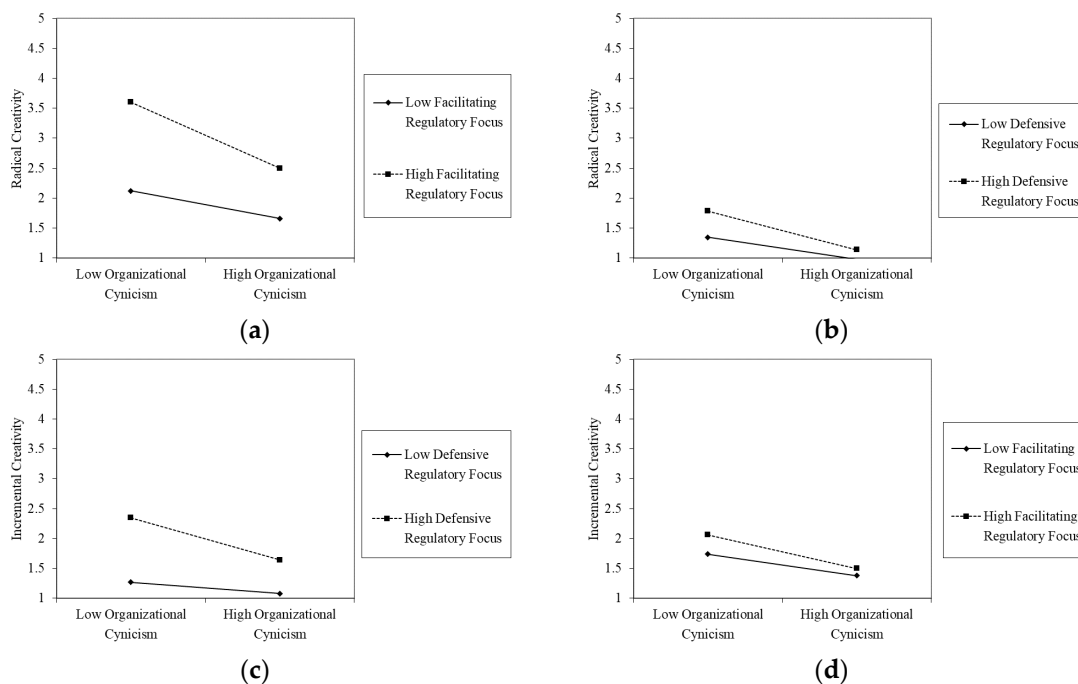 5
4.5
4
3.5
3
2.5
2
1.5
1
Radical Creativity
Low Organizational
Cynicism
High Organizational
Cynicism
Low Facilitating
Regulatory Focus
High Facilitating
Regulatory Focus
(a)
5
4.5
4
3.5
3
2.5
2
1.5
1
Radical Creativity
Low Organizational
Cynicism
High Organizational
Cynicism
Low Defensive
Regulatory Focus
High Defensive
Regulatory Focus
(b)
5
4.5
4
3.5
3
2.5
2
1.5
1
Incremental Creativity
Low Organizational
Cynicism
High Organizational
Cynicism
Low Defensive
Regulatory Focus
High Defensive
Regulatory Focus
(c)
5
4.5
4
3.5
3
2.5
2
1.5
1
Incremental Creativity
Low Organizational
Cynicism
High Organizational
Cynicism
Low Facilitating
Regulatory Focus
High Facilitating
Regulatory Focus
(d)